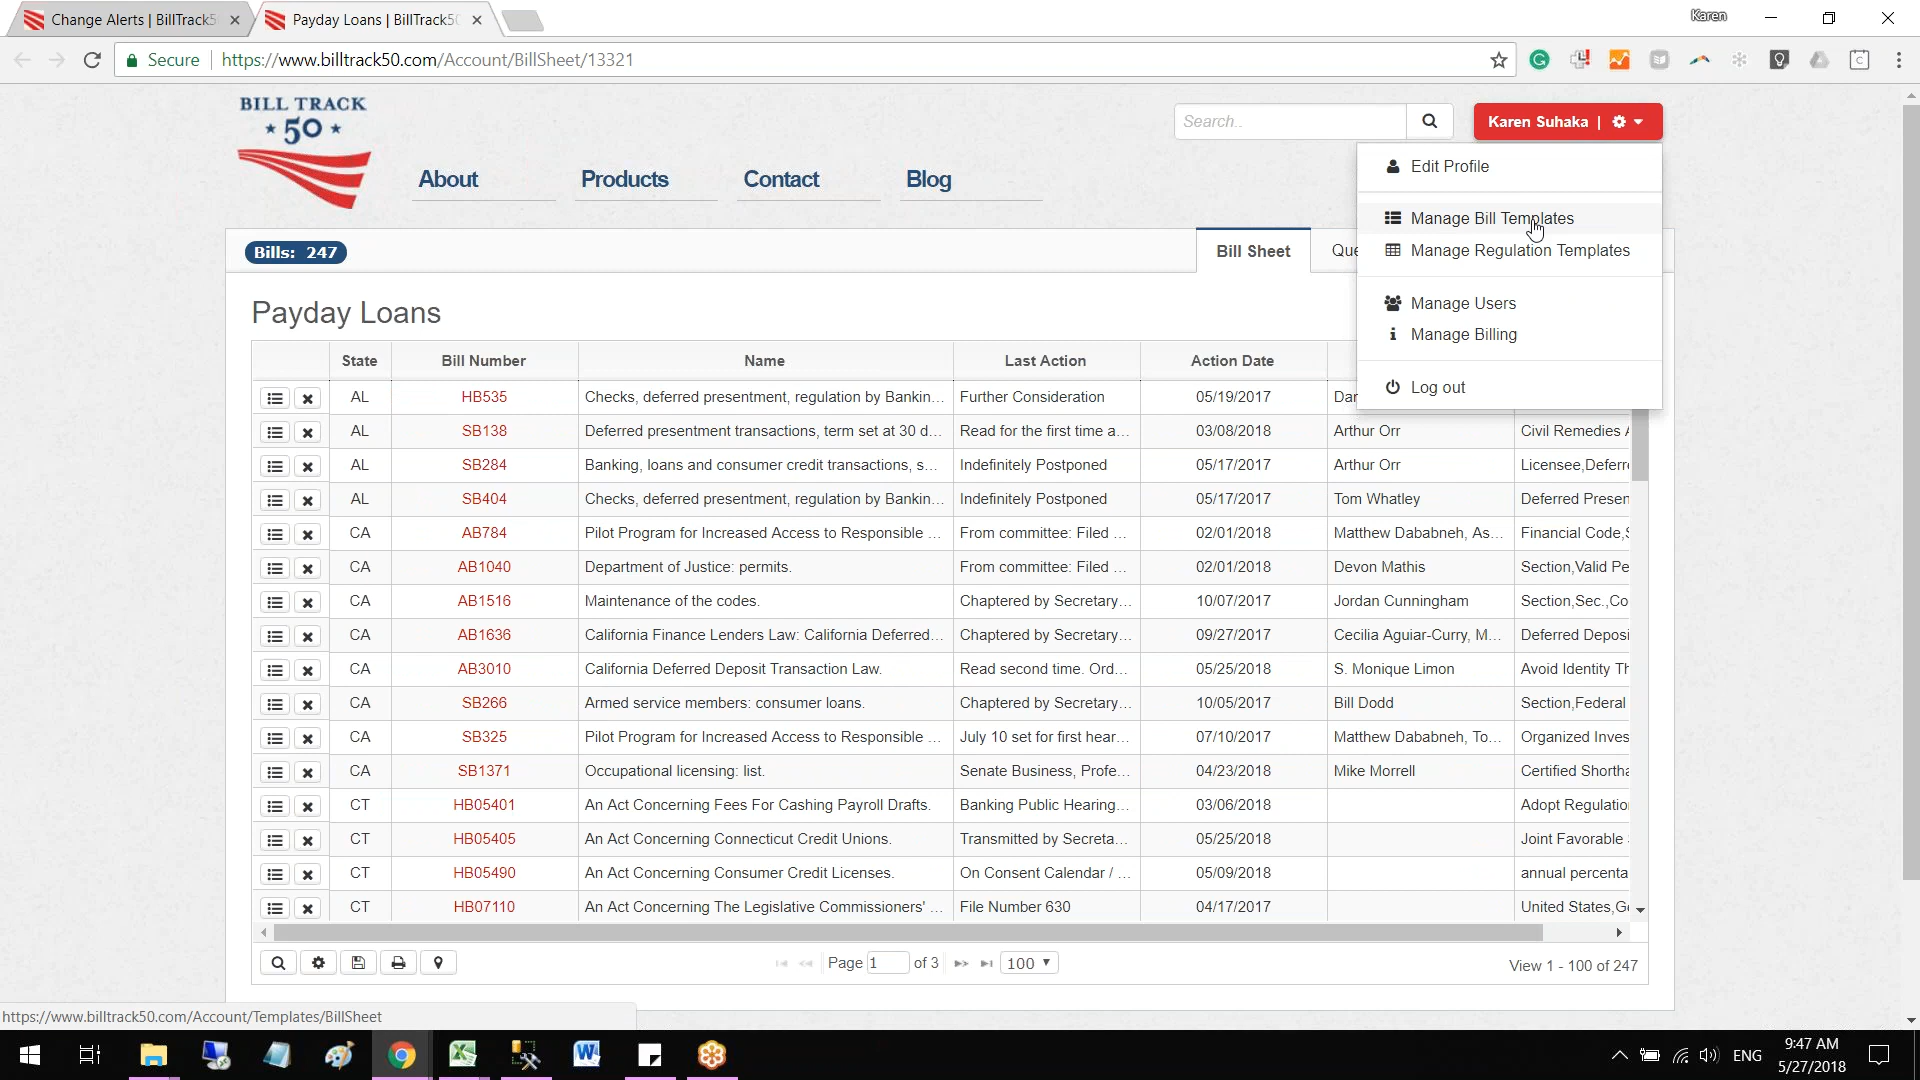 Change Alerts | BillTrack5
Payday Loans | BillTrack50
Karen
Secure
https://www.billtrack50.com/Account/BillSheet/13321
BILL TRACK
50
About
Products
Contact
Blog
Search..
Karen Suhaka |
Edit Profile
Manage Bill Templates
Manage Regulation Templates
Manage Users
Manage Billing
Log out
Bills: 247
Bill Sheet
Que
Payday Loans
State Bill Number Name Last Action Action Date
AL HB535 Checks, deferred presentment, regulation by Bankin... Further Consideration 05/19/2017 Dar
AL SB138 Deferred presentment transactions, term set at 30 d... Read for the first time a... 03/08/2018 Arthur Orr Civil Remedies A
AL SB284 Banking, loans and consumer credit transactions, s... Indefinitely Postponed 05/17/2017 Arthur Orr Licensee,Deferre
AL SB404 Checks, deferred presentment, regulation by Bankin... Indefinitely Postponed 05/17/2017 Tom Whatley Deferred Presen
CA AB784 Pilot Program for Increased Access to Responsible ... From committee: Filed ... 02/01/2018 Matthew Dababneh, As... Financial Code,S
CA AB1040 Department of Justice: permits. From committee: Filed ... 02/01/2018 Devon Mathis Section,Valid Pe
CA AB1516 Maintenance of the codes. Chaptered by Secretary... 10/07/2017 Jordan Cunningham Section,Sec.,Co
CA AB1636 California Finance Lenders Law: California Deferred... Chaptered by Secretary... 09/27/2017 Cecilia Aguiar-Curry, M... Deferred Deposi
CA AB3010 California Deferred Deposit Transaction Law. Read second time. Ord... 05/25/2018 S. Monique Limon Avoid Identity Th
CA SB266 Armed service members: consumer loans. Chaptered by Secretary... 10/05/2017 Bill Dodd Section,Federal
CA SB325 Pilot Program for Increased Access to Responsible ... July 10 set for first hear... 07/10/2017 Matthew Dababneh, To... Organized Inves
CA SB1371 Occupational licensing: list. Senate Business, Profe... 04/23/2018 Mike Morrell Certified Shortha
CT HB05401 An Act Concerning Fees For Cashing Payroll Drafts. Banking Public Hearing... 03/06/2018 Adopt Regulation
CT HB05405 An Act Concerning Connecticut Credit Unions. Transmitted by Secreta... 05/25/2018 Joint Favorable
CT HB05490 An Act Concerning Consumer Credit Licenses. On Consent Calendar / ... 05/09/2018 annual percenta
CT HB07110 An Act Concerning The Legislative Commissioners' ... File Number 630 04/17/2017 United States,Ge
Page 1 of 3 100
View 1 - 100 of 247
https://www.billtrack50.com/Account/Templates/BillSheet
ENG
9:47 AM
5/27/2018